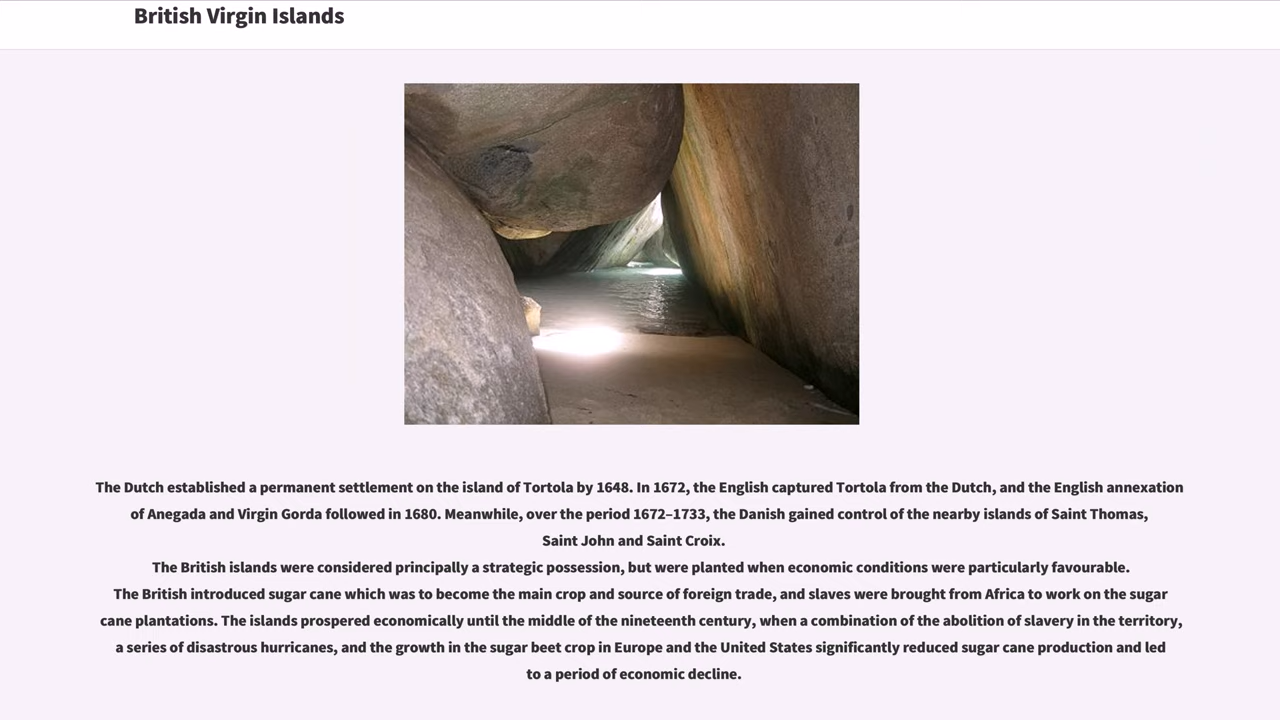 British Virgin Islands
The Dutch established a permanent settlement on the island of Tortola by 1648. In 1672, the English captured Tortola from the Dutch, and the English annexation
of Anegada and Virgin Gorda followed in 1680. Meanwhile, over the period 1672–1733, the Danish gained control of the nearby islands of Saint Thomas,
Saint John and Saint Croix.
The British islands were considered principally a strategic possession, but were planted when economic conditions were particularly favourable.
The British introduced sugar cane which was to become the main crop and source of foreign trade, and slaves were brought from Africa to work on the sugar
cane plantations. The islands prospered economically until the middle of the nineteenth century, when a combination of the abolition of slavery in the territory,
a series of disastrous hurricanes, and the growth in the sugar beet crop in Europe and the United States significantly reduced sugar cane production and led
to a period of economic decline.